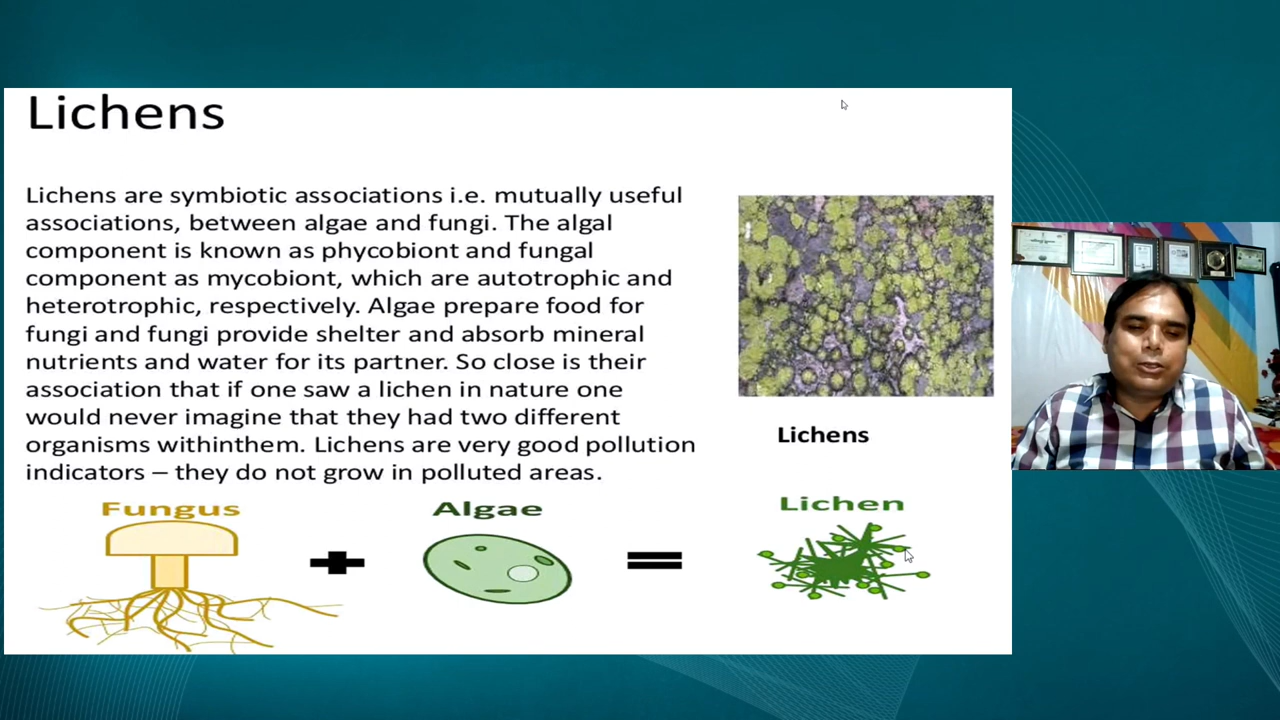 Lichens
Lichens are symbiotic associations i.e. mutually useful
associations, between algae and fungi. The algal
component is known as phycobiont and fungal
component as mycobiont, which are autotrophic and
heterotrophic, respectively. Algae prepare food for
fungi and fungi provide shelter and absorb mineral
nutrients and water for its partner. So close is their
association that if one saw a lichen in nature one
would never imagine that they had two different
organisms withinthem. Lichens are very good pollution
indicators – they do not grow in polluted areas.
Lichens
Fungus
Algae
Lichen